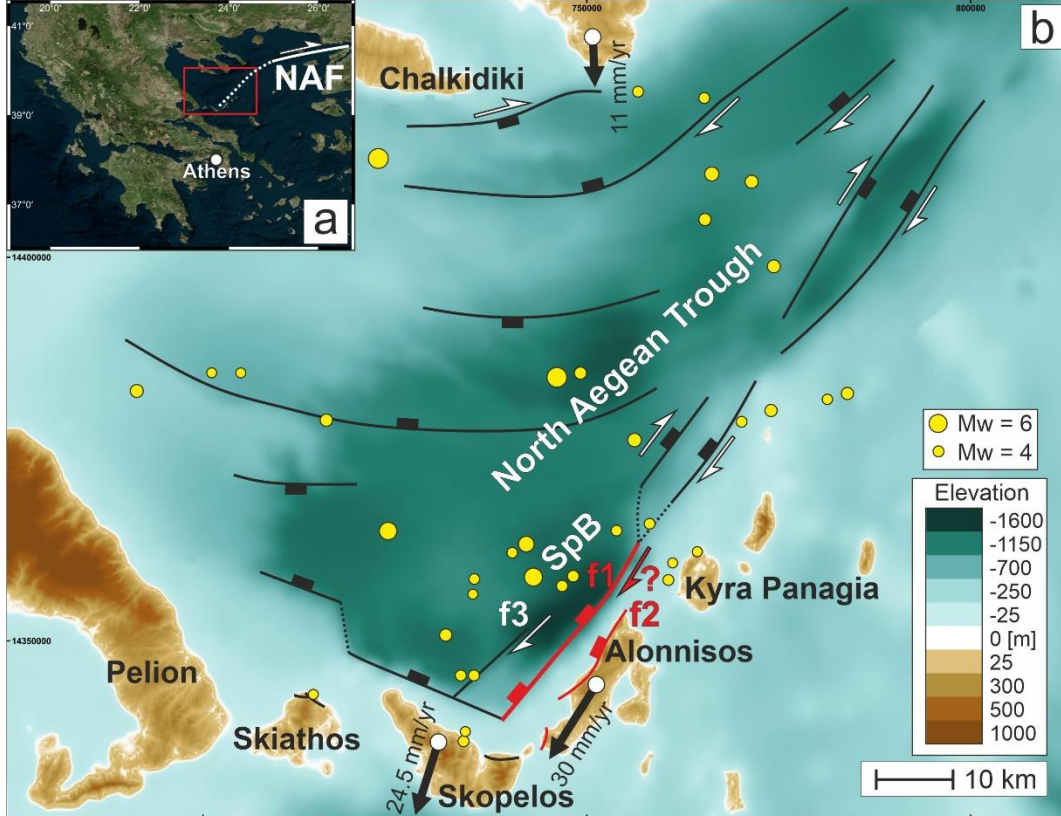 20°0'
22°0'
24°0'
26°0'
41°0'
39°0'
37°0'
NAF
Athens
a
750000
800000
b
Chalkidiki
11 mm/yr
14400000
North Aegean Trough
Mw = 6
Mw = 4
Elevation
-1600
-1150
-700
-250
-25
0 [m]
25
300
500
1000
SpB
f1
?
f2
f3
Kyra Panagia
14350000
Alonnisos
Pelion
Skiathos
24.5 mm/yr
30 mm/yr
Skopelos
10 km